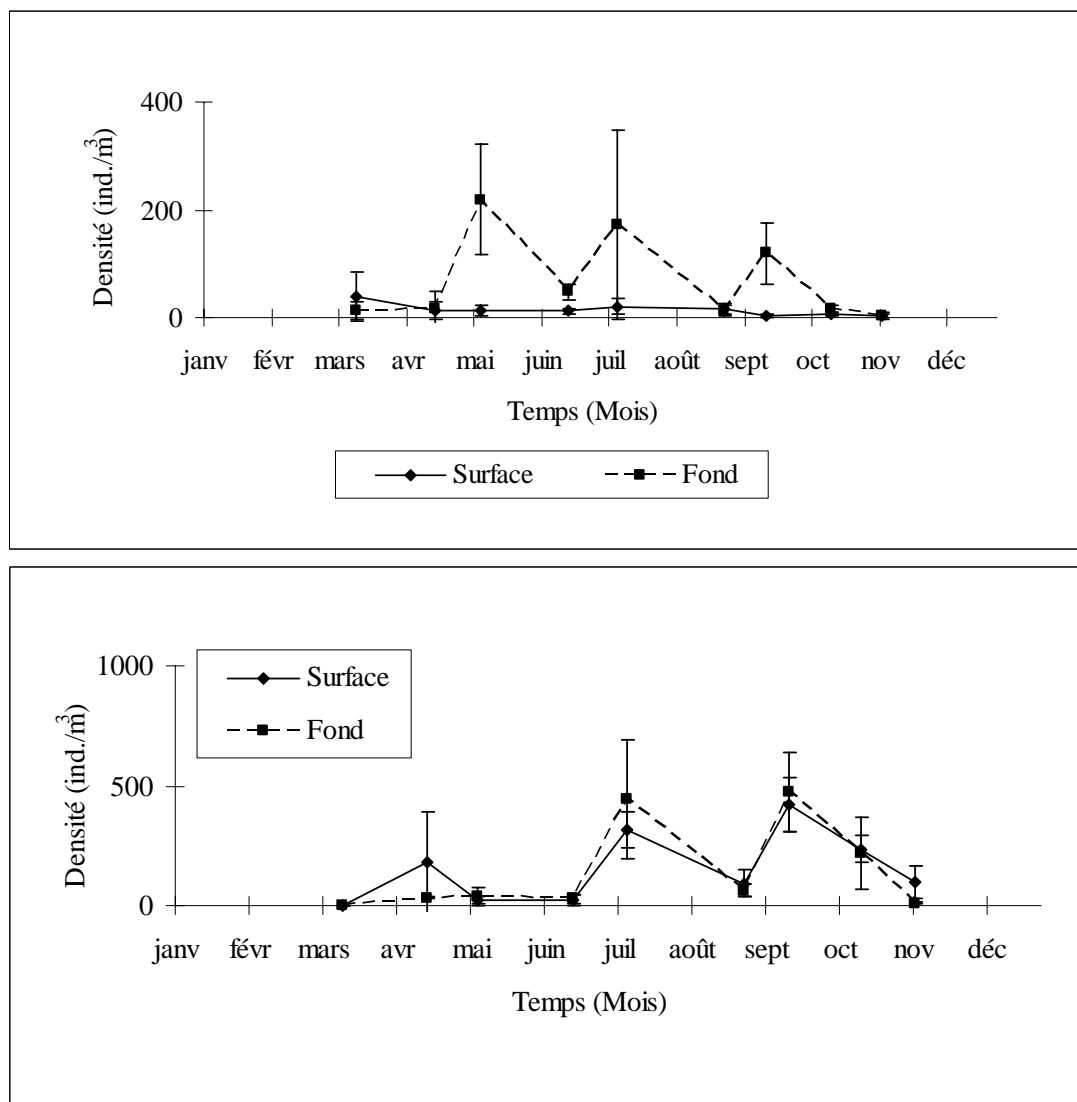 400
200
0
Densité (ind./m³)
janv févr mars avr mai juin juil août sept oct nov déc
Temps (Mois)
Surface Fond
1000
500
0
Densité (ind./m³)
Surface
Fond
janv févr mars avr mai juin juil août sept oct nov déc
Temps (Mois)